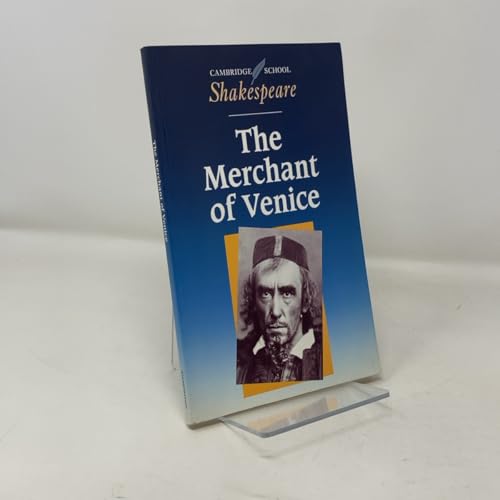 CAMBRIDGE SCHOOL
Shakespeare
The
Merchant
of Venice
The Merchant of Venice